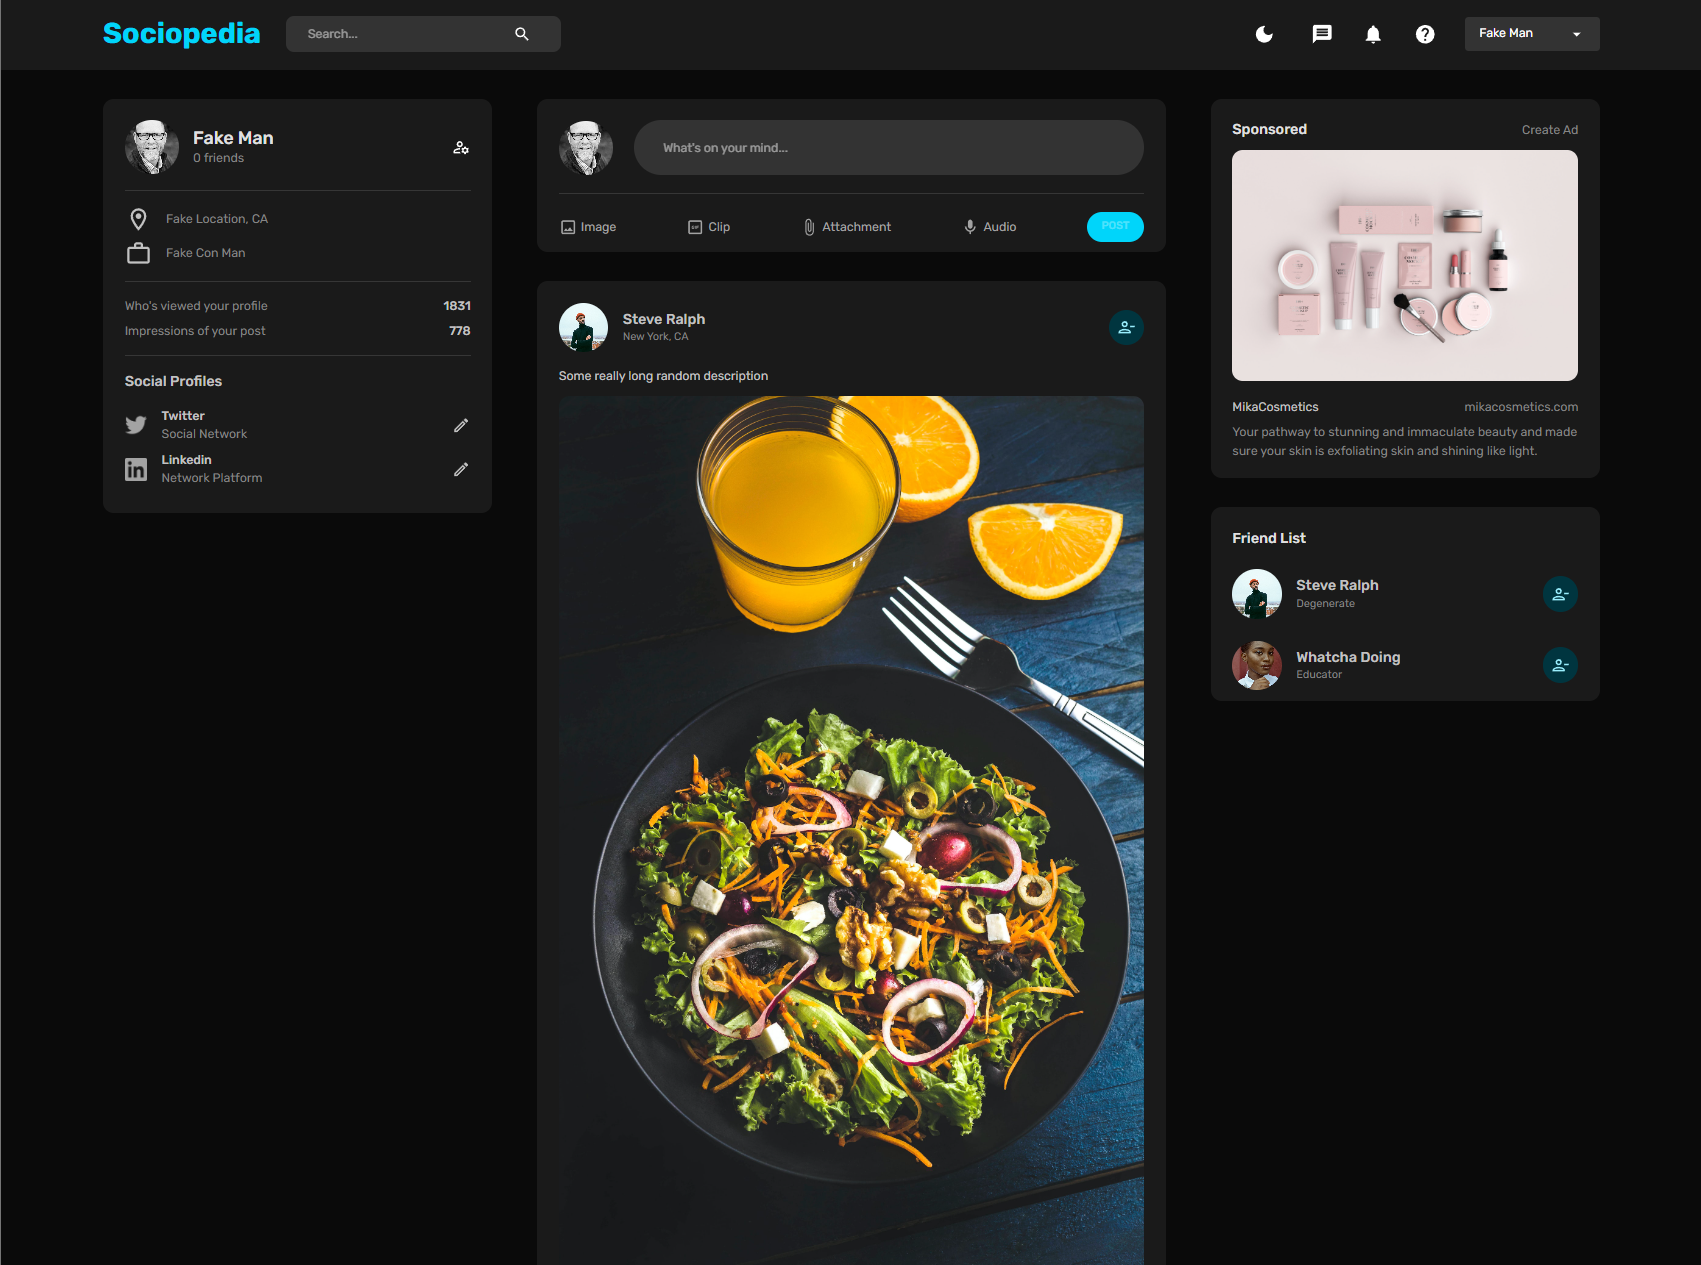 Sociopedia
Search...
Fake Man
Fake Man
0 friends
Fake Location, CA
Fake Con Man
Who's viewed your profile 1831
Impressions of your post 778
Social Profiles
Twitter
Social Network
Linkedin
Network Platform
What's on your mind...
Image
Clip
Attachment
Audio
POST
Steve Ralph
New York, CA
Some really long random description
Sponsored
Create Ad
MikaCosmetics
mikacosmetics.com
Your pathway to stunning and immaculate beauty and made
sure your skin is exfoliating skin and shining like light.
Friend List
Steve Ralph
Degenerate
Whatcha Doing
Educator